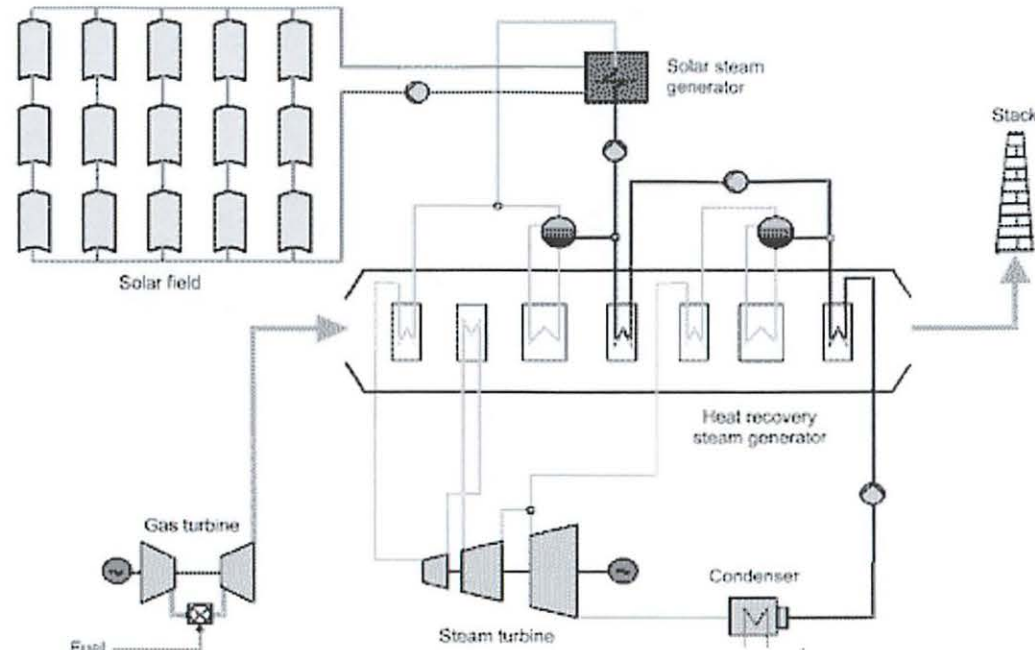 Solar steam
generator
Stack
Solar field
Heat recovery
steam generator
Gas turbine
Condenser
Steam turbine
Fuel